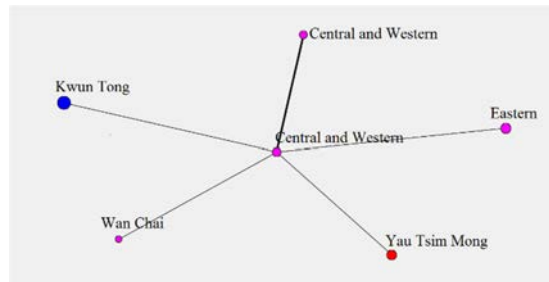 Central and Western
Kwun Tong
Eastern
Central and Western
Wan Chai
Yau Tsim Mong